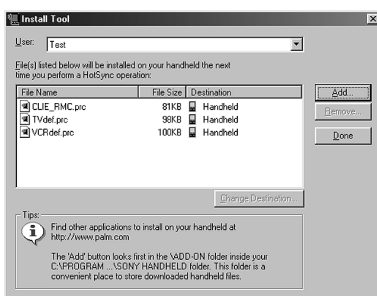 Install Tool
User: Test
File(s) listed below will be installed on your handheld the next
time you perform a HotSync operation:
File Name File Size Destination
CLIE_RMC.prc 81KB Handheld
TVdef.prc 98KB Handheld
VCRdef.prc 100KB Handheld
Add...
Remove...
Done
Change Destination...
Tips:
Find other applications to install on your handheld at
http://www.palm.com
The 'Add' button looks first in the \ADD-ON folder inside your
C:\PROGRAM ...\SONY HANDHELD folder. This folder is a
convenient place to store downloaded handheld files.